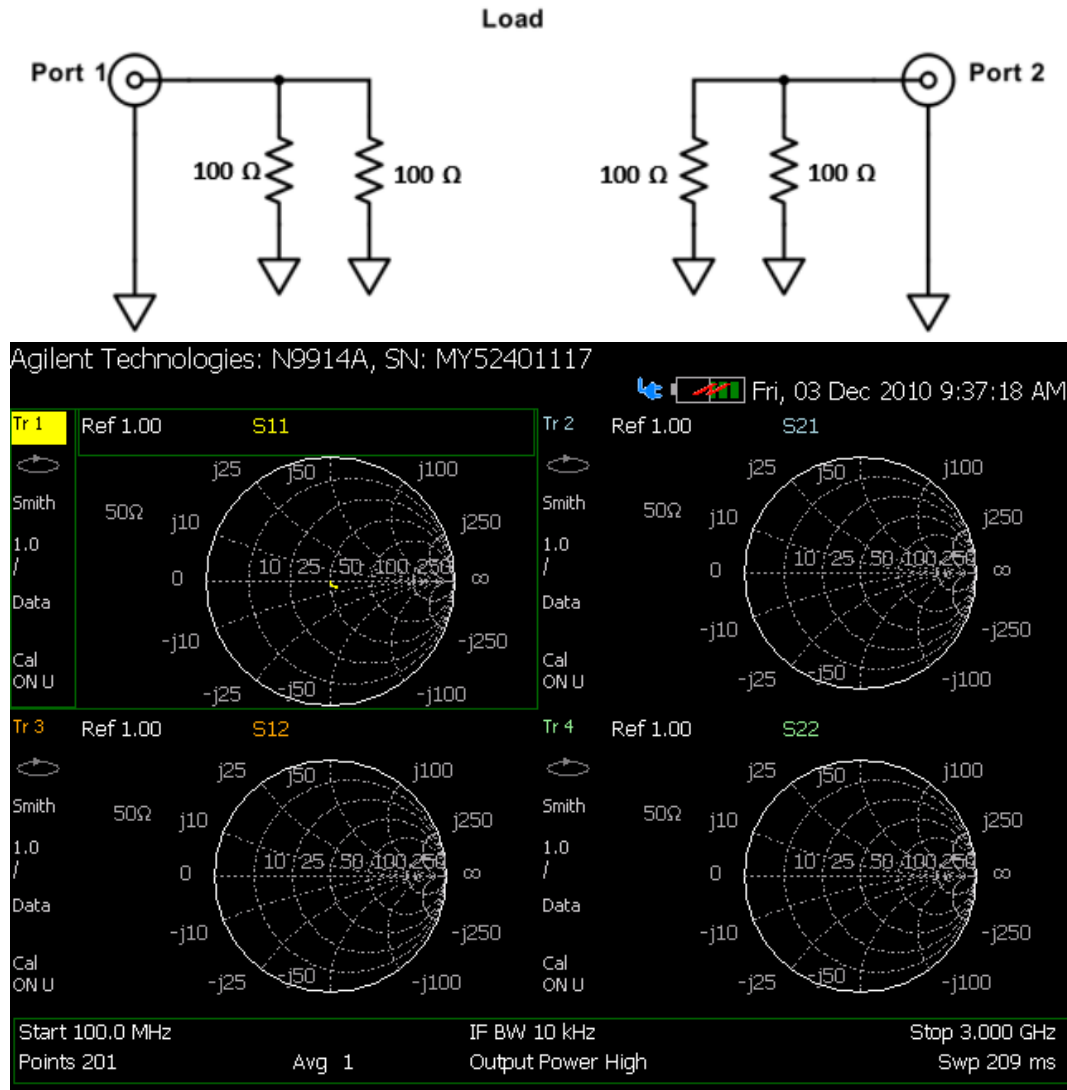 Load
Port 1
Port 2
100 Ω
100 Ω
100 Ω
100 Ω
Agilent Technologies: N9914A, SN: MY52401117
Fri, 03 Dec 2010 9:37:18 AM
Tr 1
Ref 1.00
S11
Smith
1.0
/
Data
Cal
ON U
50Ω
j10
j25
j50
j100
j250
0
10
25
50
100
250
∞
-j10
-j25
-j50
-j100
-j250
Tr 2
Ref 1.00
S21
Smith
1.0
/
Data
Cal
ON U
50Ω
j10
j25
j50
j100
j250
0
10
25
50
100
250
∞
-j10
-j25
-j50
-j100
-j250
Tr 3
Ref 1.00
S12
Smith
1.0
/
Data
Cal
ON U
50Ω
j10
j25
j50
j100
j250
0
10
25
50
100
250
∞
-j10
-j25
-j50
-j100
-j250
Tr 4
Ref 1.00
S22
Smith
1.0
/
Data
Cal
ON U
50Ω
j10
j25
j50
j100
j250
0
10
25
50
100
250
∞
-j10
-j25
-j50
-j100
-j250
Start 100.0 MHz
IF BW 10 kHz
Stop 3.000 GHz
Points 201
Avg 1
Output Power High
Swp 209 ms